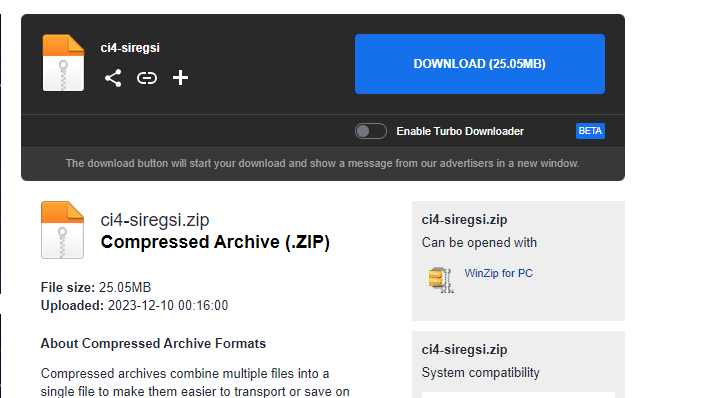 ci4-siregsi
DOWNLOAD (25.05MB)
Enable Turbo Downloader
BETA
The download button will start your download and show a message from our advertisers in a new window.
ci4-siregsi.zip
Compressed Archive (.ZIP)
File size: 25.05MB
Uploaded: 2023-12-10 00:16:00
About Compressed Archive Formats
Compressed archives combine multiple files into a
single file to make them easier to transport or save on
ci4-siregsi.zip
Can be opened with
WinZip for PC
ci4-siregsi.zip
System compatibility